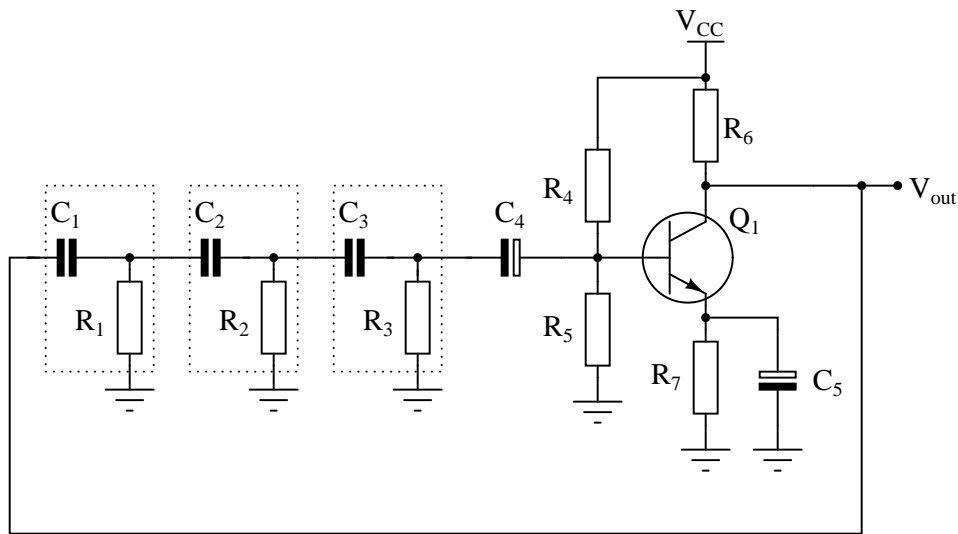 V_CC
R_6
R_4
V_out
C_1
C_2
C_3
C_4
Q_1
R_1
R_2
R_3
R_5
R_7
C_5